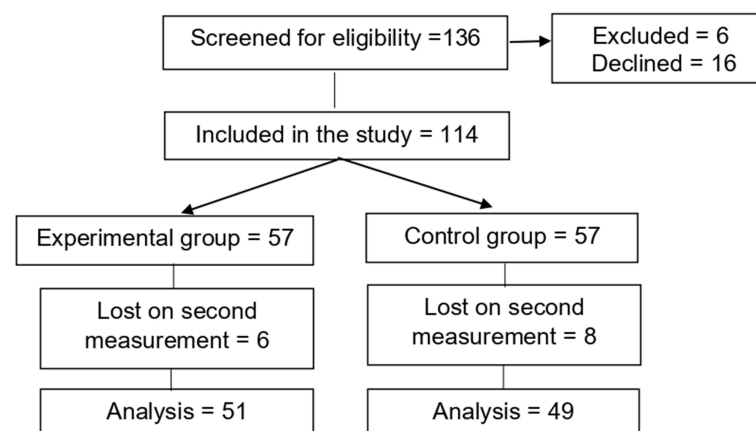 Screened for eligibility =136
Excluded = 6
Declined = 16
Included in the study = 114
Experimental group = 57
Control group = 57
Lost on second
measurement = 6
Lost on second
measurement = 8
Analysis = 51
Analysis = 49